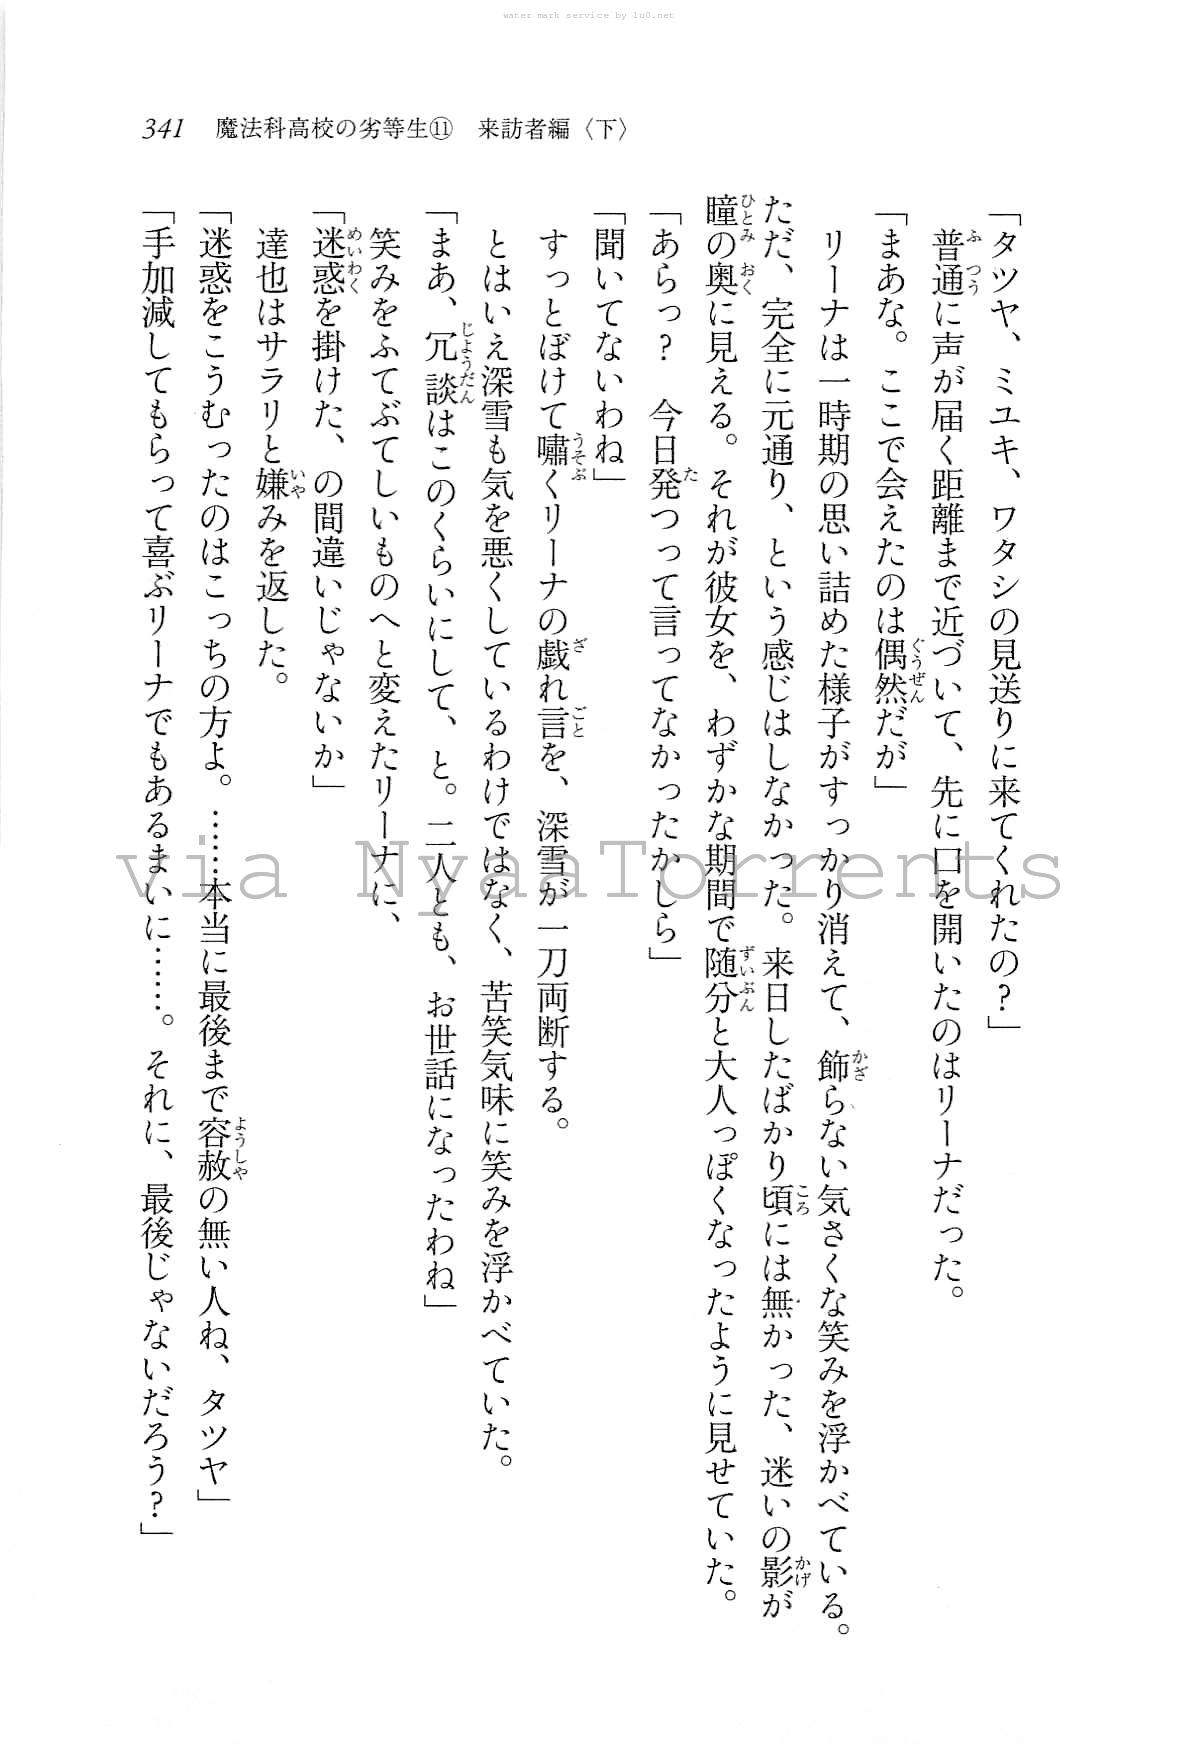 water mark service by lu0.net
341 魔法科高校の劣等生⑪ 来訪者編〈下〉
「タツヤ、ミユキ、ワタシの見送りに来てくれたの?」
普通に声が届く距離まで近づいて、先に口を開いたのはリーナだった。
「まあな。ここで会えたのは偶然だが」
リーナは一時期の思い詰めた様子がすっかり消えて、飾らない気さくな笑みを浮かべている。
ただ、完全に元通り、という感じはしなかった。来日したばかり頃には無かった、迷いの影が
瞳の奥に見える。それが彼女を、わずかな期間で随分と大人っぽくなったように見せていた。
「あらっ? 今日発つって言ってなかったかしら」
「聞いてないわね」
すっとぼけて嘯くリーナの戯れ言を、深雪が一刀両断する。
とはいえ深雪も気を悪くしているわけではなく、苦笑気味に笑みを浮かべていた。
「まあ、冗談はこのくらいにして、と。二人とも、お世話になったわね」
笑みをふてぶてしいものへと変えたリーナに、
「迷惑を掛けた、の間違いじゃないか」
達也はサラリと嫌みを返した。
「迷惑をこうむったのはこっちの方よ。……本当に最後まで容赦の無い人ね、タツヤ」
「手加減してもらって喜ぶリーナでもあるまいに……。それに、最後じゃないだろう?」
via NyaaTorrents